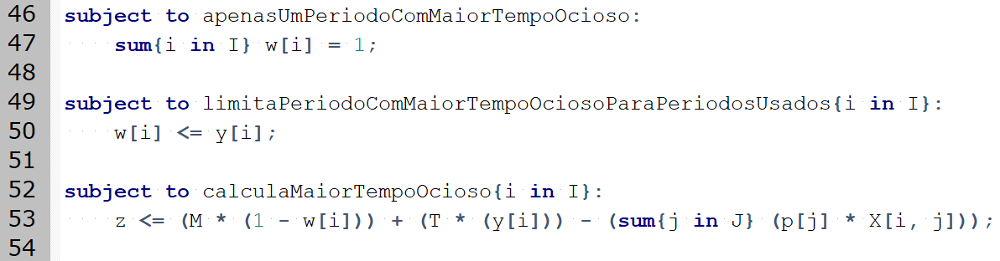 46 subject to apenasUmPeriodoComMaiorTempoOcioso:
47 sum{i in I} w[i] = 1;
48
49 subject to limitaPeriodoComMaiorTempoOciosoParaPeriodosUsados{i in I}:
50 w[i] <= y[i];
51
52 subject to calculaMaiorTempoOcioso{i in I}:
53 z <= (M * (1 - w[i])) + (T * (y[i])) - (sum{j in J} (p[j] * X[i, j]));
54